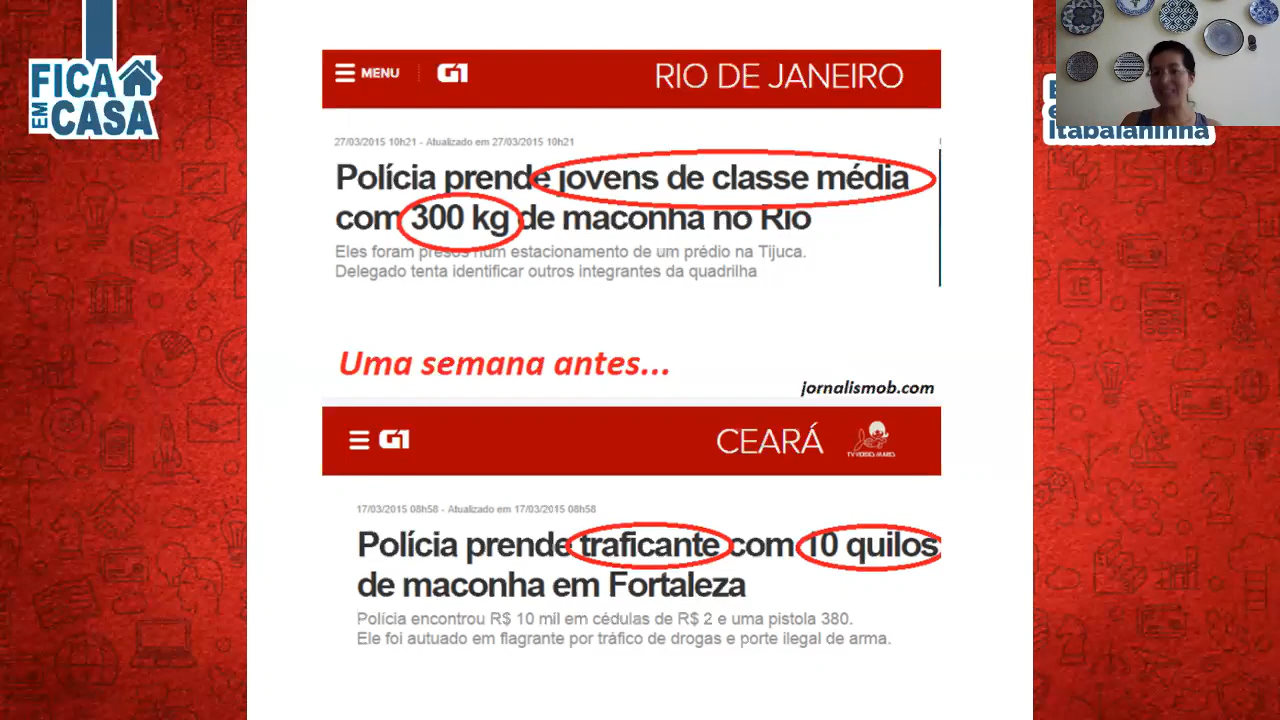 FICA
EM
CASA
MENU
G1
RIO DE JANEIRO
27/03/2015 10h21 - Atualizado em 27/03/2015 10h21
Polícia prende jovens de classe média
com 300 kg de maconha no Rio
Eles foram presos num estacionamento de um prédio na Tijuca.
Delegado tenta identificar outros integrantes da quadrilha
Uma semana antes...
jornalismob.com
G1
CEARÁ
TV VERDES MARES
17/03/2015 08h58 - Atualizado em 17/03/2015 08h58
Polícia prende traficante com 10 quilos
de maconha em Fortaleza
Polícia encontrou R$ 10 mil em cédulas de R$ 2 e uma pistola 380.
Ele foi autuado em flagrante por tráfico de drogas e porte ilegal de arma.
Itabaianinha